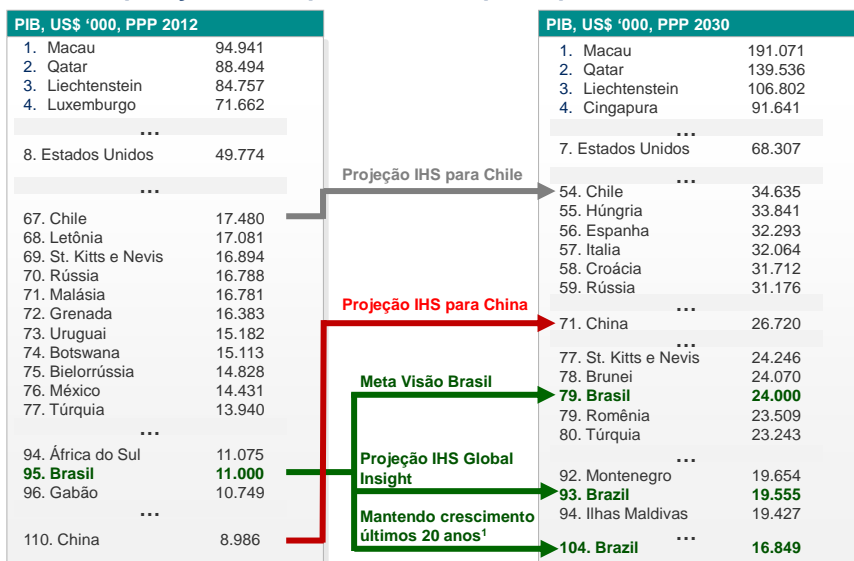 PIB, US$ ‘000, PPP 2012
1. Macau 94.941
2. Qatar 88.494
3. Liechtenstein 84.757
4. Luxemburgo 71.662
...
8. Estados Unidos 49.774
...
67. Chile 17.480
68. Letônia 17.081
69. St. Kitts e Nevis 16.894
70. Rússia 16.788
71. Malásia 16.781
72. Grenada 16.383
73. Uruguai 15.182
74. Botswana 15.113
75. Bielorrússia 14.828
76. México 14.431
77. Túrquia 13.940
...
94. África do Sul 11.075
95. Brasil 11.000
96. Gabão 10.749
...
110. China 8.986
Projeção IHS para Chile
Projeção IHS para China
Meta Visão Brasil
Projeção IHS Global
Insight
Mantendo crescimento
últimos 20 anos¹
PIB, US$ ‘000, PPP 2030
1. Macau 191.071
2. Qatar 139.536
3. Liechtenstein 106.802
4. Cingapura 91.641
...
7. Estados Unidos 68.307
...
54. Chile 34.635
55. Húngria 33.841
56. Espanha 32.293
57. Italia 32.064
58. Croácia 31.712
59. Rússia 31.176
...
71. China 26.720
...
77. St. Kitts e Nevis 24.246
78. Brunei 24.070
79. Brasil 24.000
79. Romênia 23.509
80. Túrquia 23.243
...
92. Montenegro 19.654
93. Brazil 19.555
94. Ilhas Maldivas 19.427
...
104. Brazil 16.849